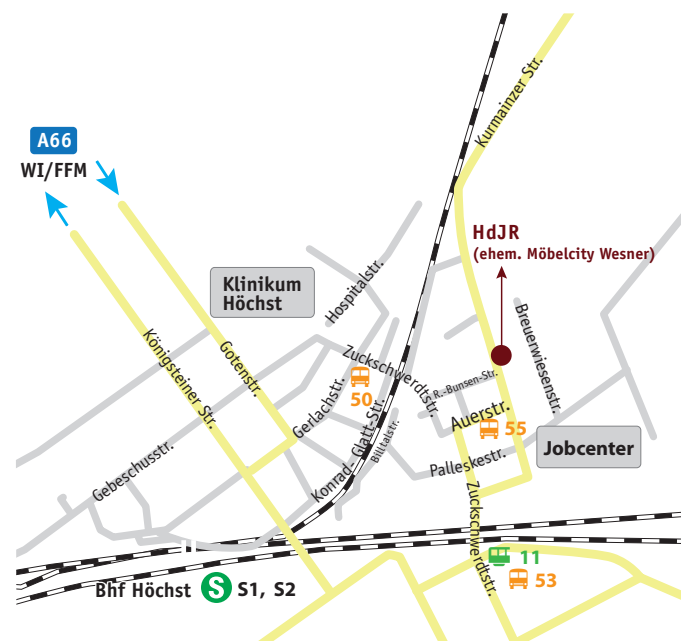 Kurmainzer Str.
A66
WI/FFM
HdJR
(ehem. Möbelcity Wesner)
Klinikum
Höchst
Hospitalstr.
Königsteiner Str.
Gotenstr.
Zuckschwerdtstr.
Breuerwiesenstr.
R.-Bunsen-Str.
50
Gerlachstr.
Auerstr.
55
Konrad- Glatt-Str.
Billtalstr.
Jobcenter
Gebeschusstr.
Palleskestr.
Zuckschwerdtstr.
11
53
Bhf Höchst S S1, S2